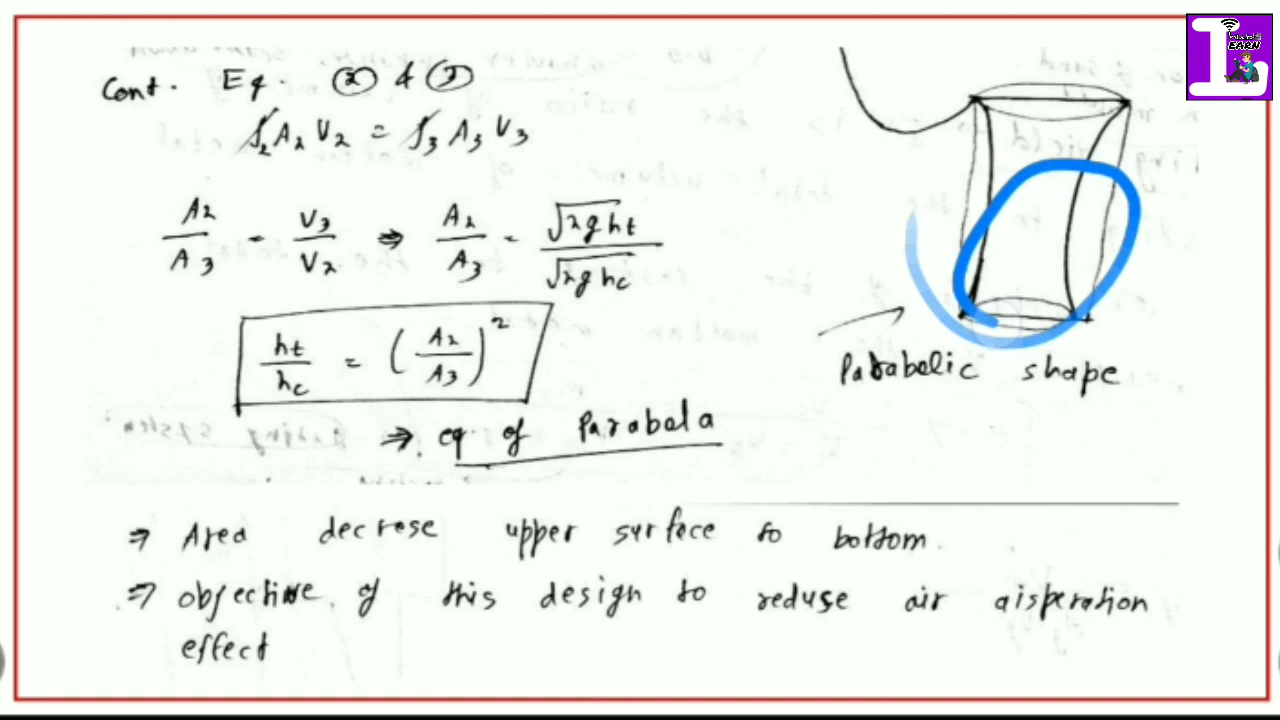 EARN
Cont. Eq. ② & ③
ρ₂A₂V₂ = ρ₃A₃V₃
A₂/A₃ = V₃/V₂ ⇒ A₂/A₃ = √2ght/√2ghc
ht/hc = (A₂/A₃)²
⇒ eq. of Parabola
Parabolic shape
⇒ Area decrese upper surface to bottom.
⇒ objective of this design to reduse air aisperation
effect